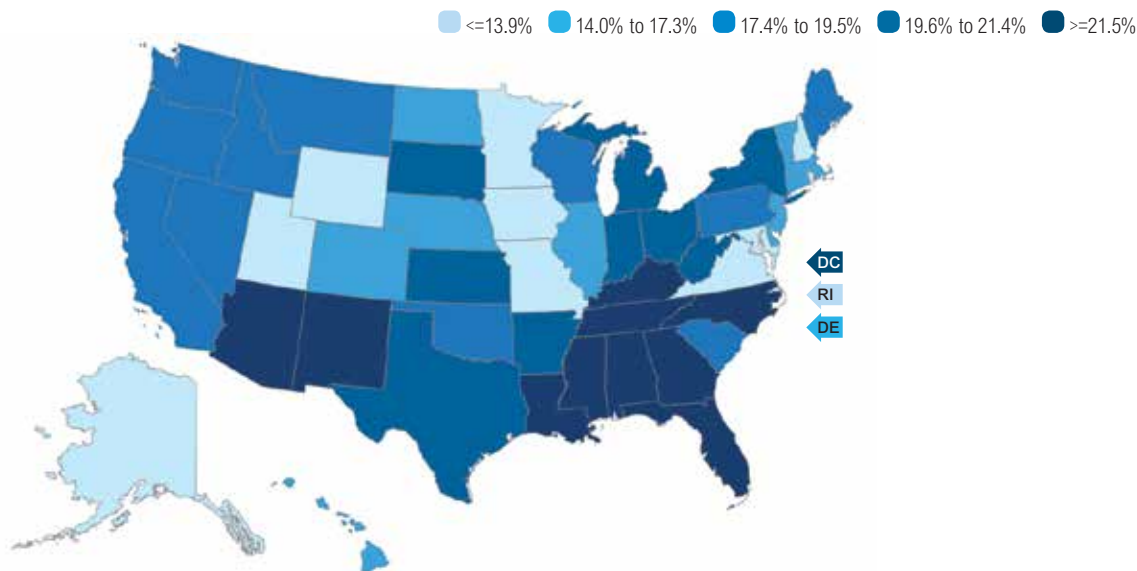 <=13.9% 14.0% to 17.3% 17.4% to 19.5% 19.6% to 21.4% >=21.5%
DC
RI
DE